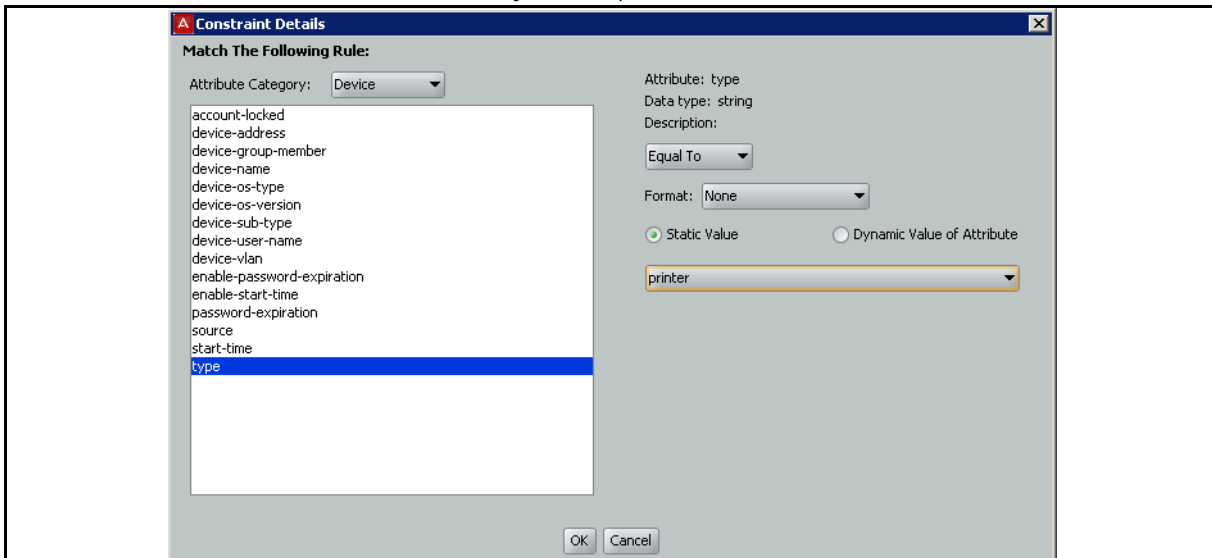 A Constraint Details
Match The Following Rule:
Attribute Category: Device
account-locked
device-address
device-group-member
device-name
device-os-type
device-os-version
device-sub-type
device-user-name
device-vlan
enable-password-expiration
enable-start-time
password-expiration
source
start-time
type
Attribute: type
Data type: string
Description:
Equal To
Format: None
Static Value Dynamic Value of Attribute
printer
OK Cancel